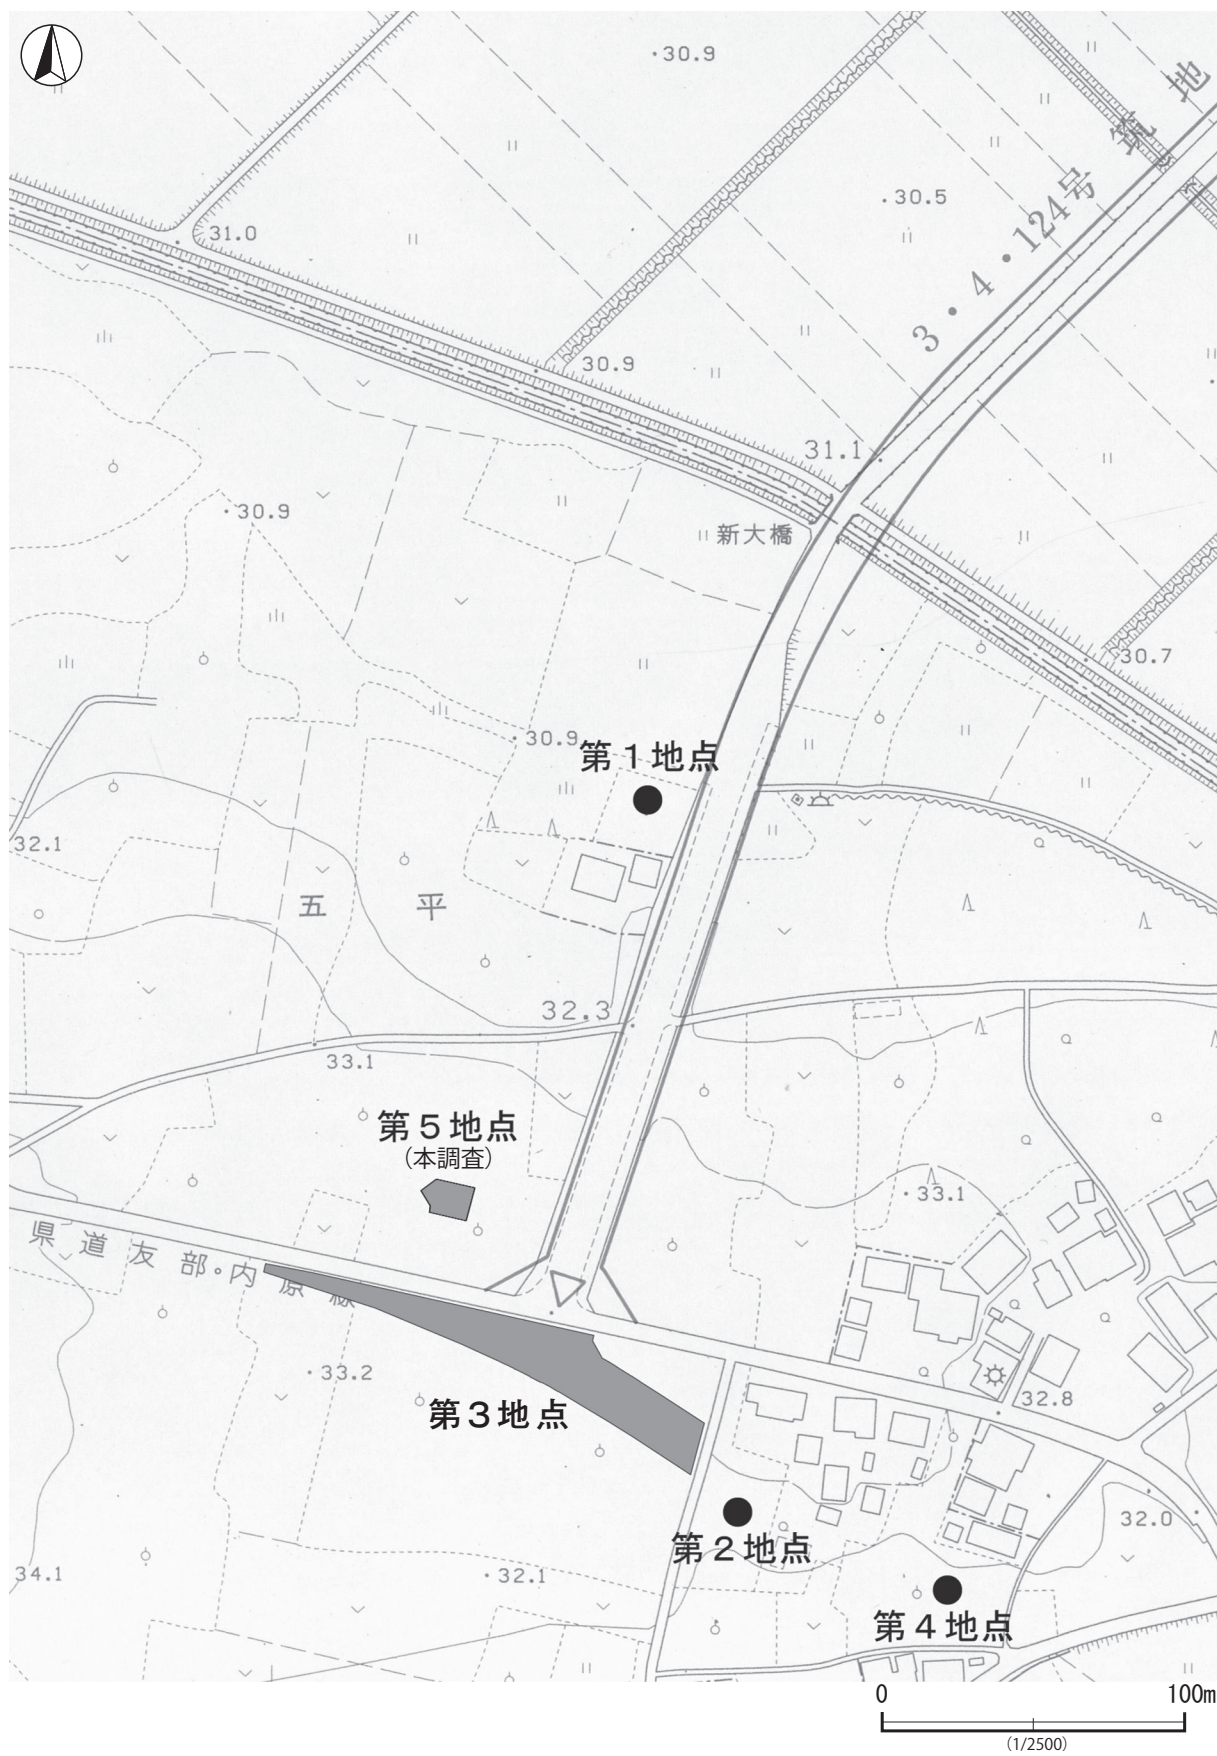 ・30.9
地
筑
3・4・124号
・30.5
31.0
30.9
31.1
新大橋
・30.9
30.7
・30.9
第1地点
32.1
五平
32.3
33.1
第5地点
(本調査)
・33.1
県道友部・内原線
・33.2
第3地点
32.8
第2地点
32.0
34.1
・32.1
第4地点
0 100m
(1/2500)